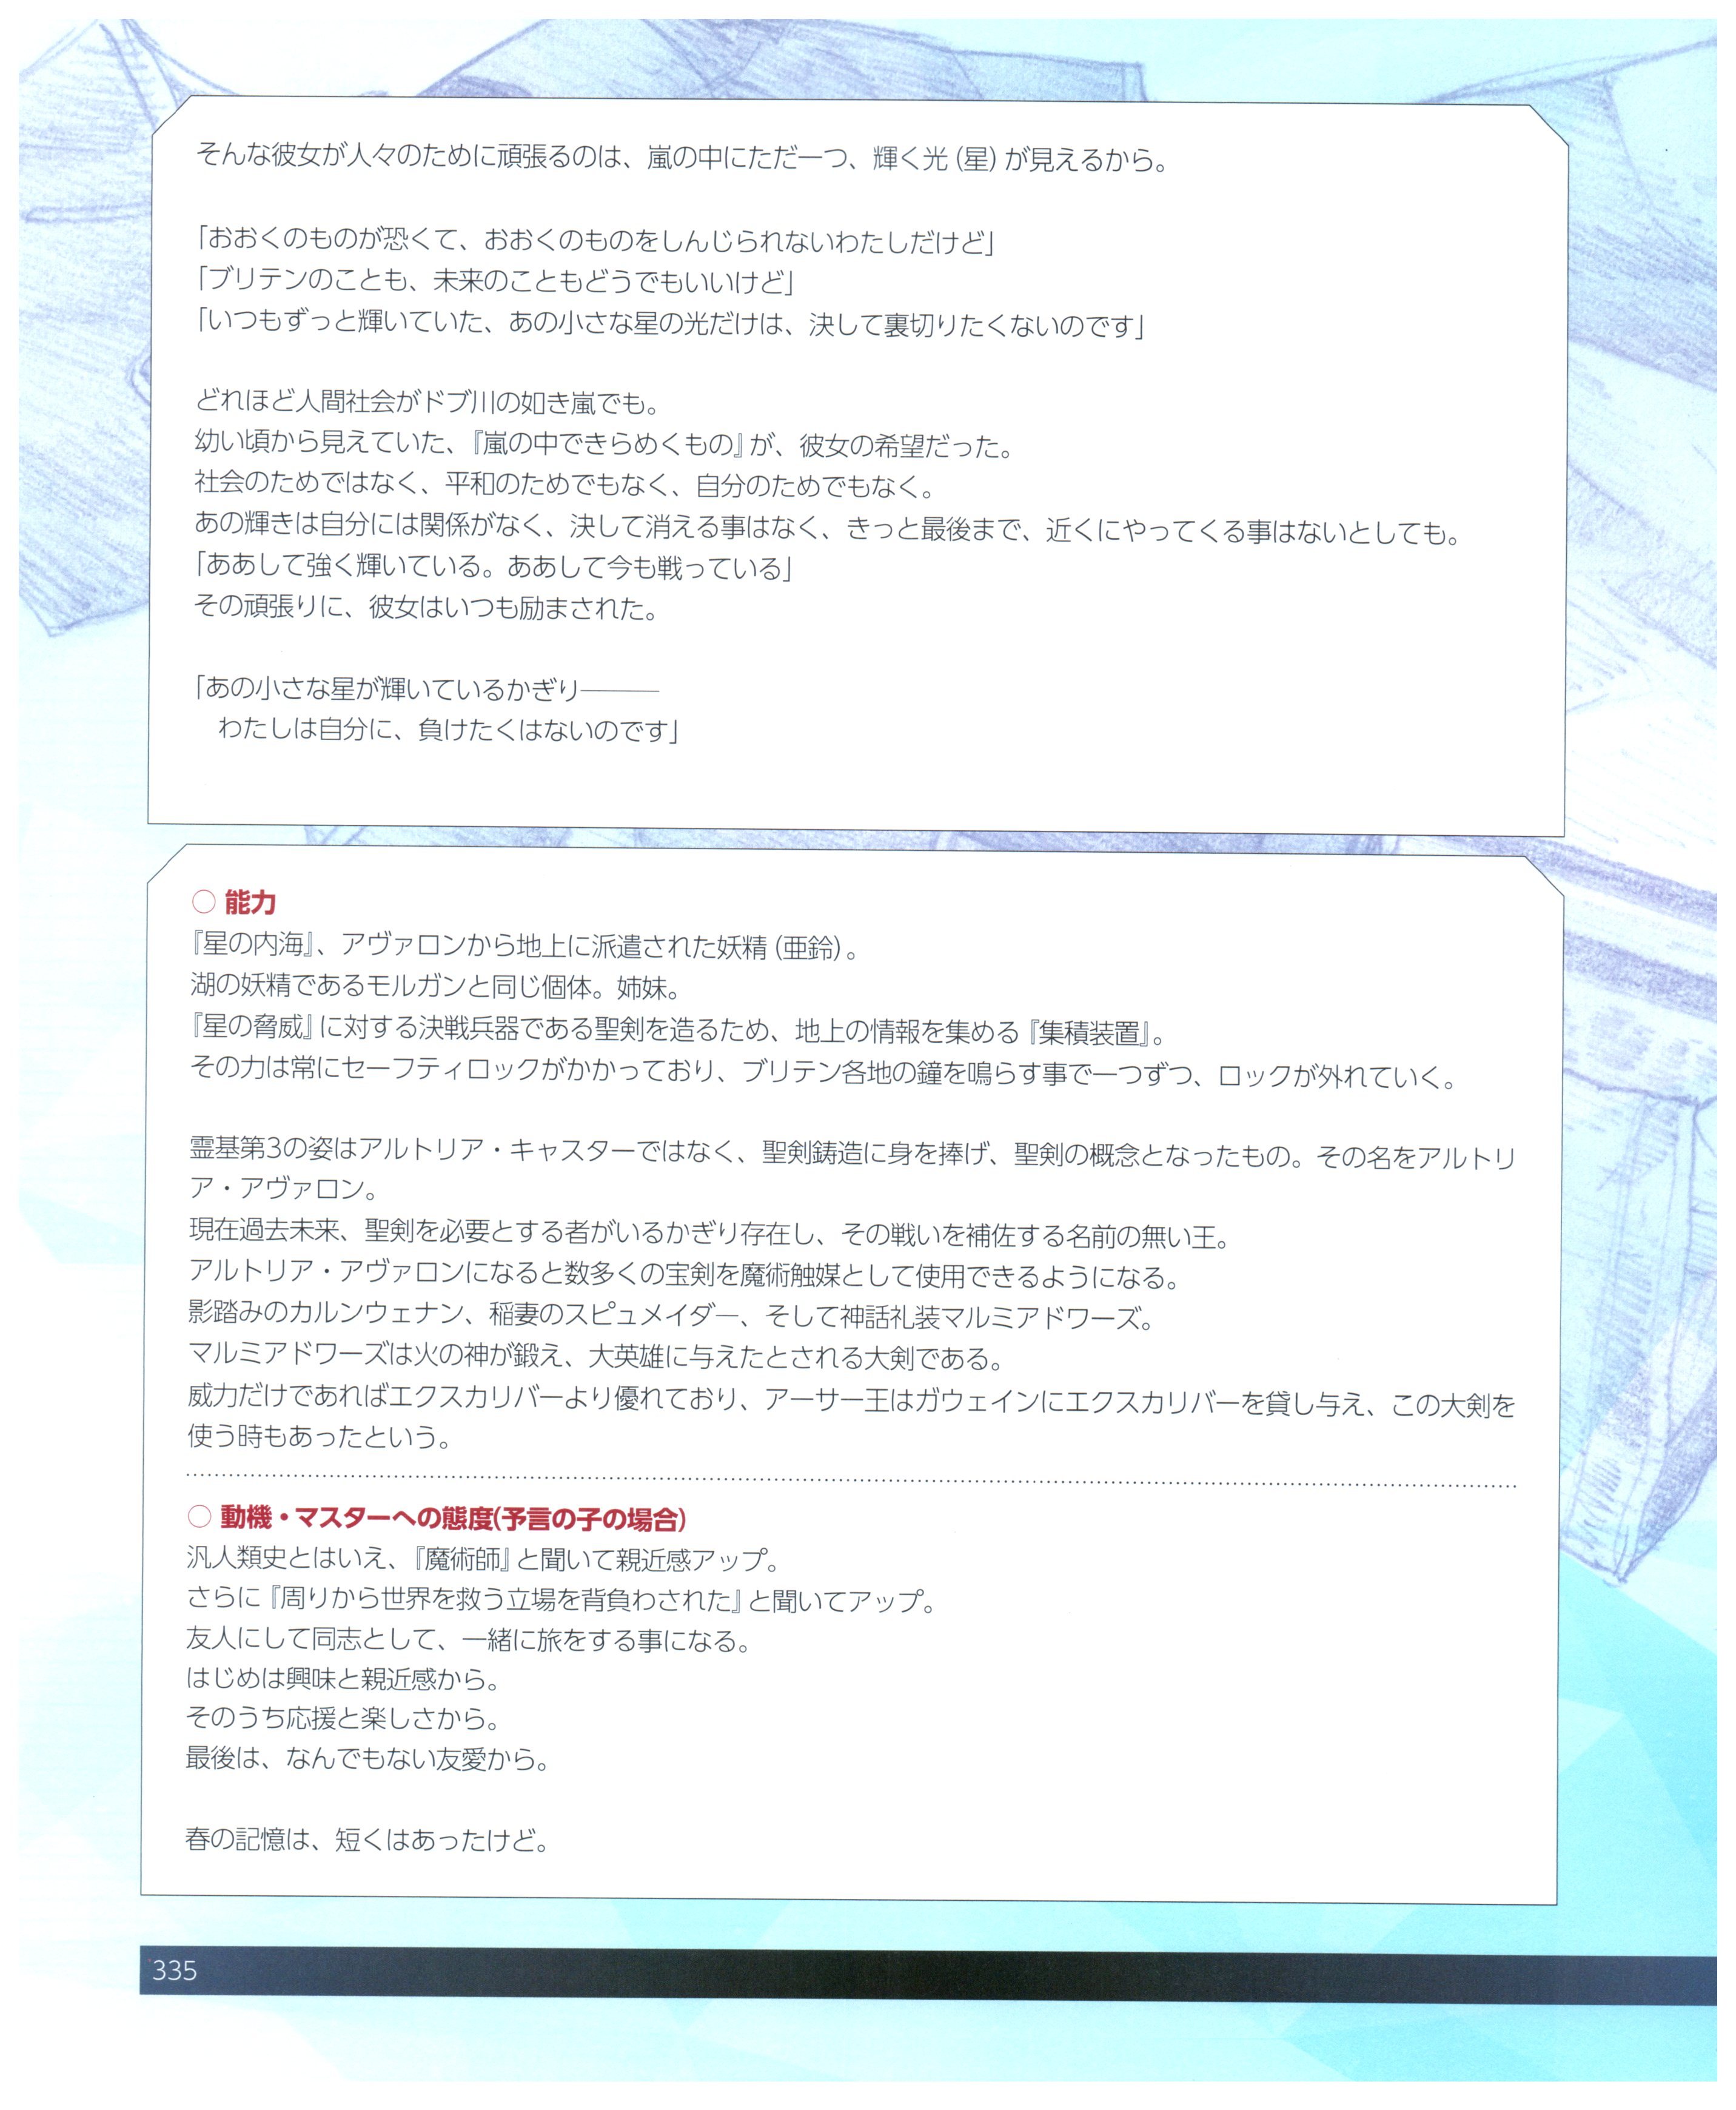 そんな彼女が人々のために頑張るのは、嵐の中にただ一つ、輝く光（星）が見えるから。
「おおくのものが恐くて、おおくのものをしんじられないわたしだけど」
「ブリテンのことも、未来のこともどうでもいいけど」
「いつもずっと輝いていた、あの小さな星の光だけは、決して裏切りたくないのです」
どれほど人間社会がドブ川の如き嵐でも。
幼い頃から見えていた、『嵐の中できらめくもの』が、彼女の希望だった。
社会のためではなく、平和のためでもなく、自分のためでもなく。
あの輝きは自分には関係がなく、決して消える事はなく、きっと最後まで、近くにやってくる事はないとしても。
「ああして強く輝いている。ああして今も戦っている」
その頑張りに、彼女はいつも励まされた。
「あの小さな星が輝いているかぎり―――
わたしは自分に、負けたくはないのです」
○ 能力
『星の内海』、アヴァロンから地上に派遣された妖精（亜鈴）。
湖の妖精であるモルガンと同じ個体。姉妹。
『星の脅威』に対する決戦兵器である聖剣を造るため、地上の情報を集める『集積装置』。
その力は常にセーフティロックがかかっており、ブリテン各地の鐘を鳴らす事で一つずつ、ロックが外れていく。
霊基第3の姿はアルトリア・キャスターではなく、聖剣鋳造に身を捧げ、聖剣の概念となったもの。その名をアルトリ
ア・アヴァロン。
現在過去未来、聖剣を必要とする者がいるかぎり存在し、その戦いを補佐する名前の無い王。
アルトリア・アヴァロンになると数多くの宝剣を魔術触媒として使用できるようになる。
影踏みのカルンウェナン、稲妻のスピュメイダー、そして神話礼装マルミアドワーズ。
マルミアドワーズは火の神が鍛え、大英雄に与えたとされる大剣である。
威力だけであればエクスカリバーより優れており、アーサー王はガウェインにエクスカリバーを貸し与え、この大剣を
使う時もあったという。
○ 動機・マスターへの態度(予言の子の場合)
汎人類史とはいえ、『魔術師』と聞いて親近感アップ。
さらに『周りから世界を救う立場を背負わされた』と聞いてアップ。
友人にして同志として、一緒に旅をする事になる。
はじめは興味と親近感から。
そのうち応援と楽しさから。
最後は、なんでもない友愛から。
春の記憶は、短くはあったけど。
335